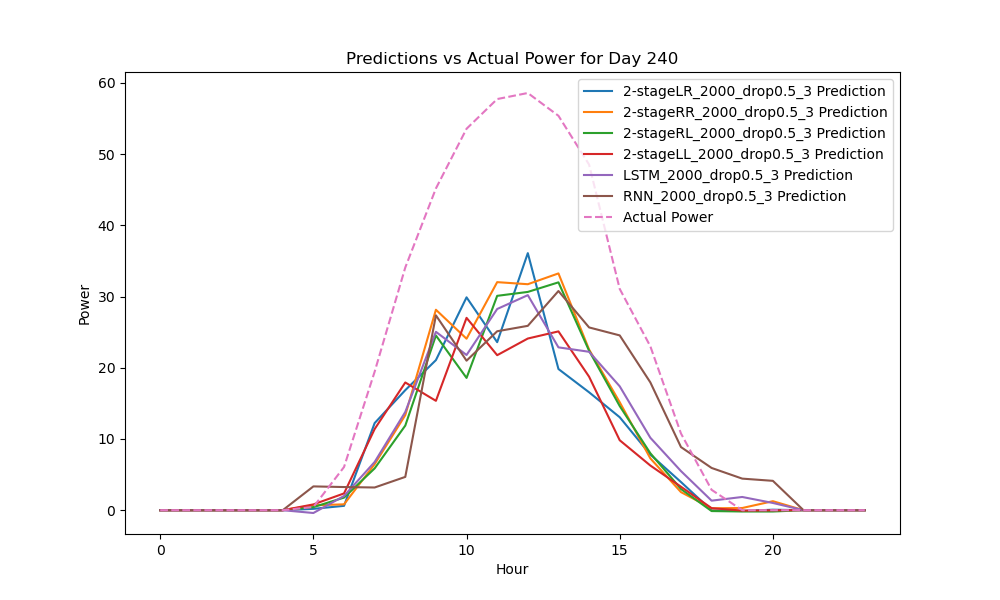 Predictions vs Actual Power for Day 240
60
50
40
30
20
10
0
Power
2-stageLR_2000_drop0.5_3 Prediction
2-stageRR_2000_drop0.5_3 Prediction
2-stageRL_2000_drop0.5_3 Prediction
2-stageLL_2000_drop0.5_3 Prediction
LSTM_2000_drop0.5_3 Prediction
RNN_2000_drop0.5_3 Prediction
Actual Power
0 5 10 15 20
Hour